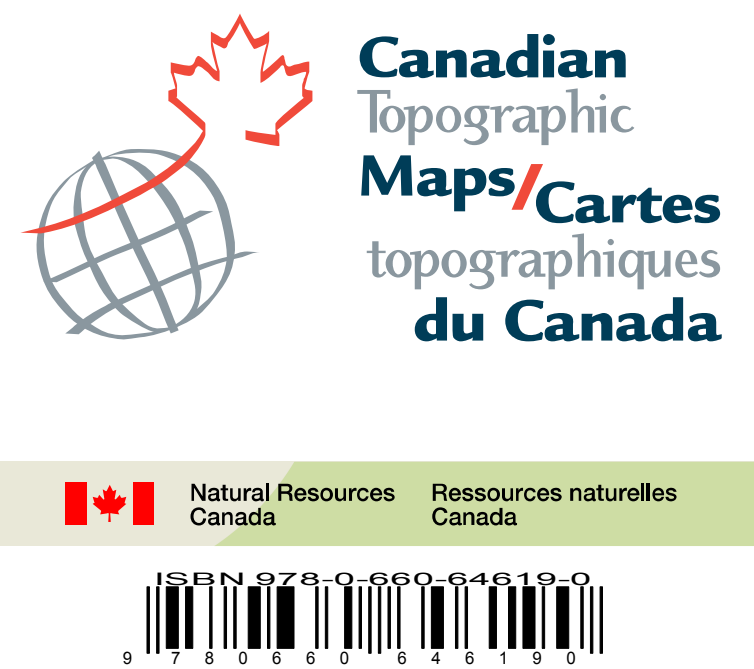 Canadian
Topographic
Maps/Cartes
topographiques
du Canada
Natural Resources
Canada
Ressources naturelles
Canada
ISBN 978-0-660-64619-0
9 780660 646190